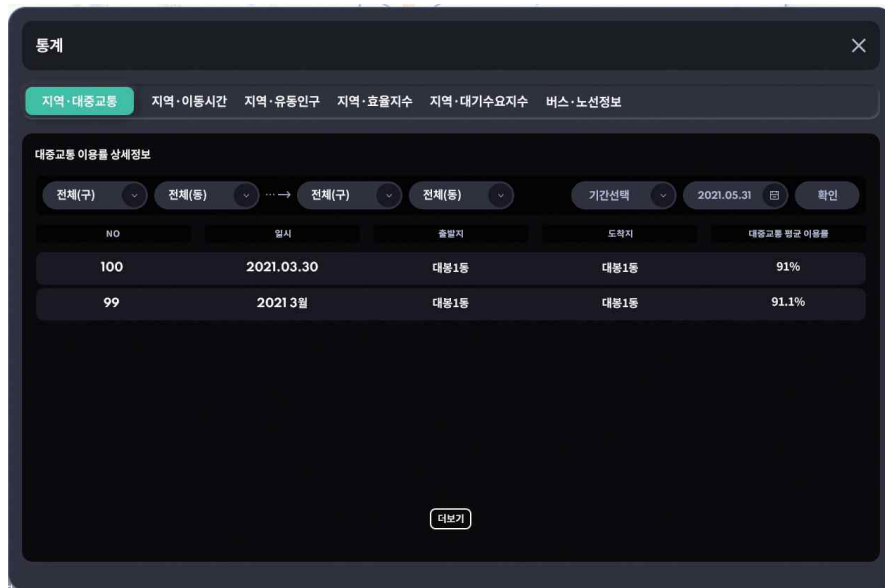 통계
지역·대중교통 지역·이동시간 지역·유동인구 지역·효율지수 지역·대기수요지수 버스·노선정보
대중교통 이용률 상세정보
전체(구) 전체(동) ···→ 전체(구) 전체(동) 기간선택 2021.05.31 확인
NO 일시 출발지 도착지 대중교통 평균 이용률
100 2021.03.30 대봉1동 대봉1동 91%
99 2021 3월 대봉1동 대봉1동 91.1%
더보기